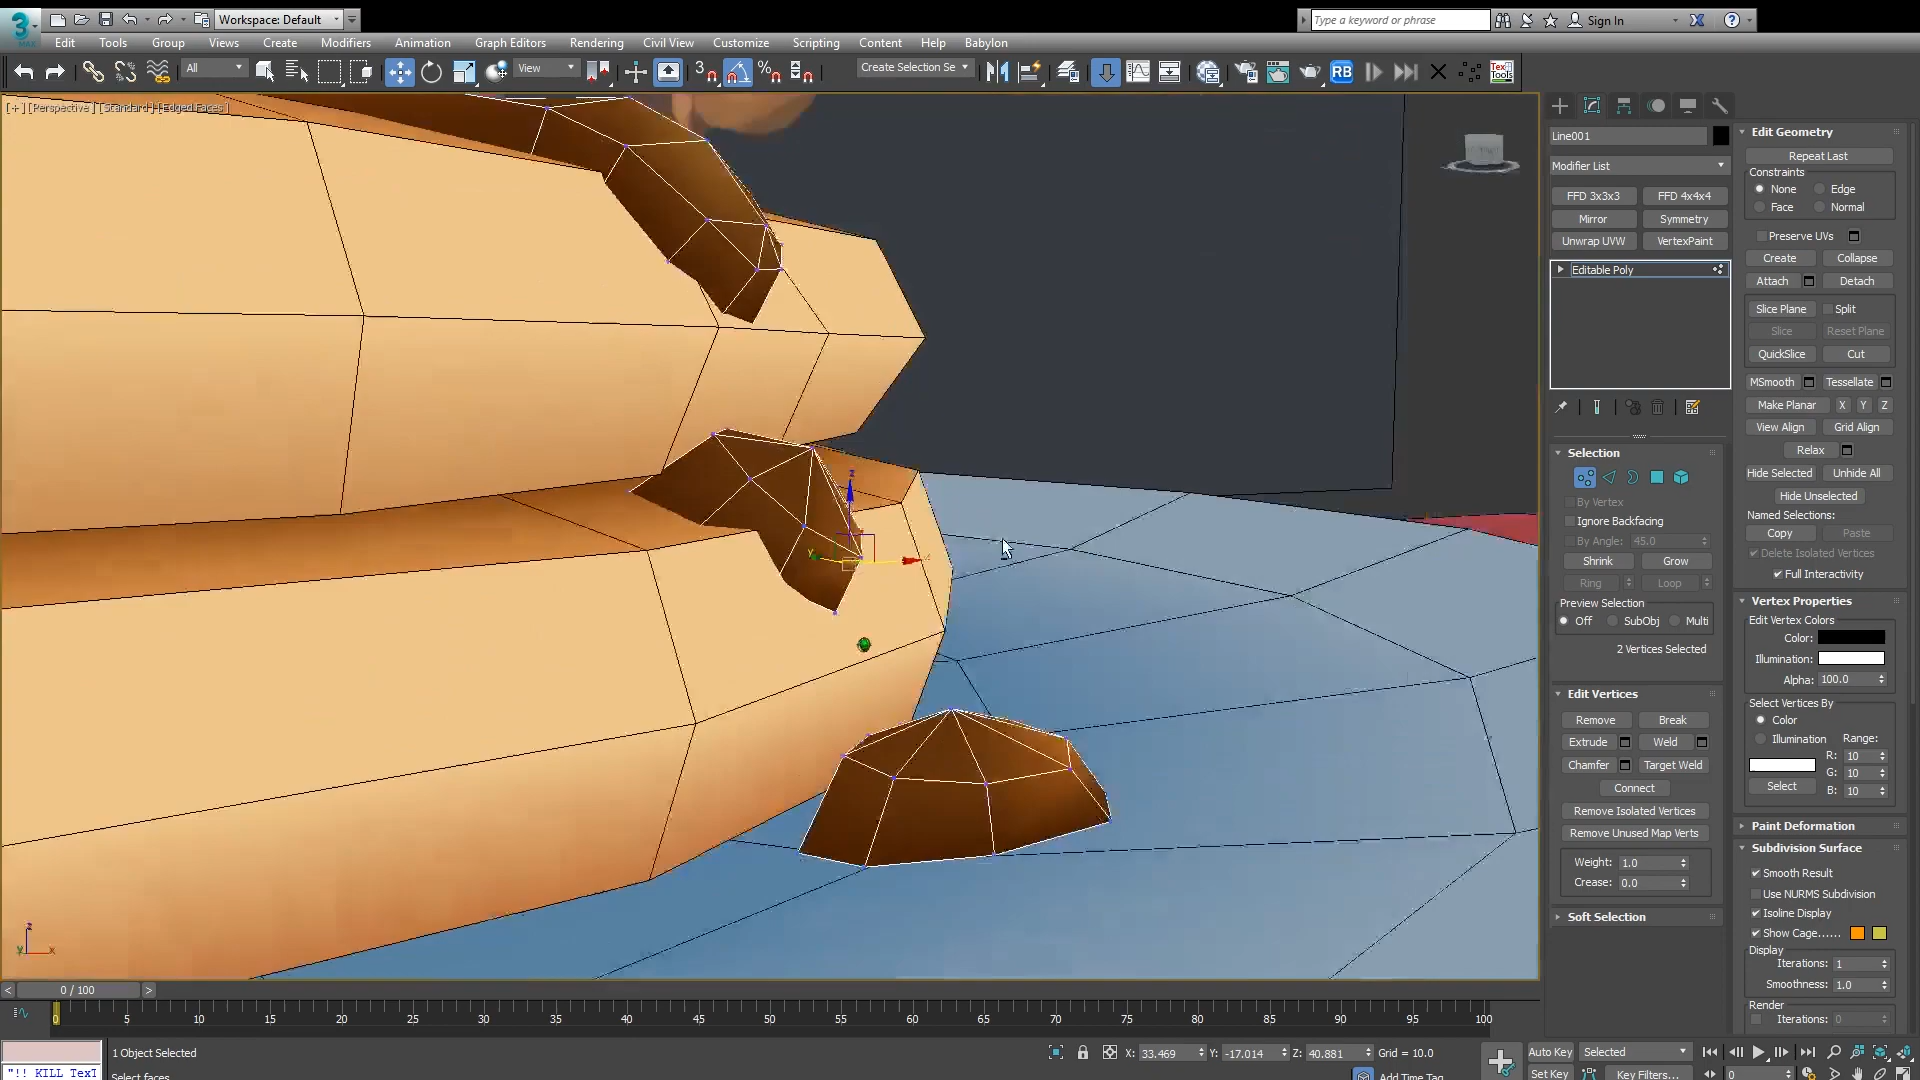 MAX
Workspace: Default
Type a keyword or phrase
Sign In
Edit Tools Group Views Create Modifiers Animation Graph Editors Rendering Civil View Customize Scripting Content Help Babylon
All
View
3
%
Create Selection Se
RB
Tex Tools
[+] [Perspective] [Standard] [Edged Faces]
Line001
Modifier List
FFD 3x3x3 FFD 4x4x4
Mirror Symmetry
Unwrap UVW VertexPaint
Editable Poly
Selection
By Vertex
Ignore Backfacing
By Angle: 45.0
Shrink Grow
Ring Loop
Preview Selection
Off SubObj Multi
2 Vertices Selected
Edit Vertices
Remove Break
Extrude Weld
Chamfer Target Weld
Connect
Remove Isolated Vertices
Remove Unused Map Verts
Weight: 1.0
Crease: 0.0
Soft Selection
Edit Geometry
Repeat Last
Constraints
None Edge
Face Normal
Preserve UVs
Create Collapse
Attach Detach
Slice Plane Split
Slice Reset Plane
QuickSlice Cut
MSmooth Tessellate
Make Planar X Y Z
View Align Grid Align
Relax
Hide Selected Unhide All
Hide Unselected
Named Selections:
Copy Paste
Delete Isolated Vertices
Full Interactivity
Vertex Properties
Edit Vertex Colors
Color:
Illumination:
Alpha: 100.0
Select Vertices By
Color
Illumination Range:
R: 10
G: 10
Select B: 10
Paint Deformation
Subdivision Surface
Smooth Result
Use NURMS Subdivision
Isoline Display
Show Cage......
Display
Iterations: 1
Smoothness: 1.0
Render
Iterations: 0
z
y
x
z
y x
< 0 / 100 >
0 5 10 15 20 25 30 35 40 45 50 55 60 65 70 75 80 85 90 95 100
1 Object Selected
X: 33.469 Y: -17.014 Z: 40.881 Grid = 10.0
Auto Key Selected
"!! KILL TexT
Select faces
Add Time Tag
Set Key Key Filters...
0